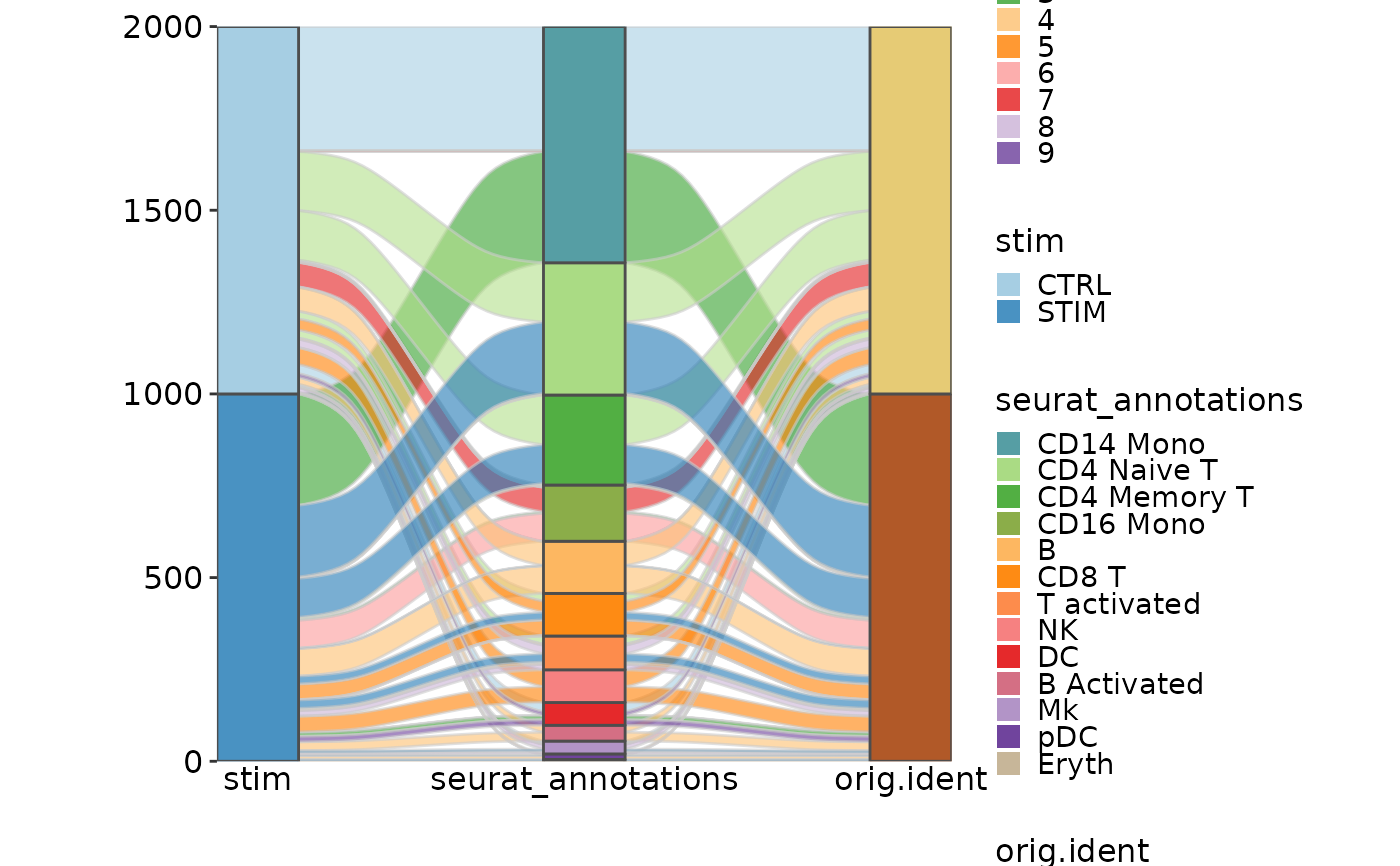 2000
1500
1000
500
0
stim
seurat_annotations
orig.ident
4
5
6
7
8
9
stim
CTRL
STIM
seurat_annotations
CD14 Mono
CD4 Naive T
CD4 Memory T
CD16 Mono
B
CD8 T
T activated
NK
DC
B Activated
Mk
pDC
Eryth
orig.ident